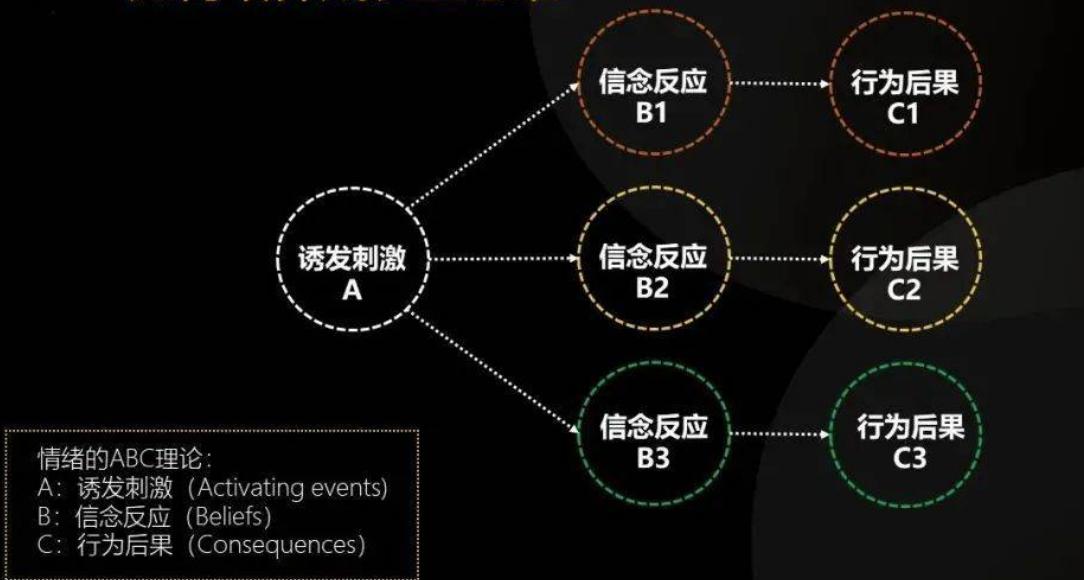 信念反应
B1
行为后果
C1
诱发刺激
A
信念反应
B2
行为后果
C2
信念反应
B3
行为后果
C3
情绪的ABC理论：
A：诱发刺激（Activating events)
B：信念反应（Beliefs）
C：行为后果（Consequences）